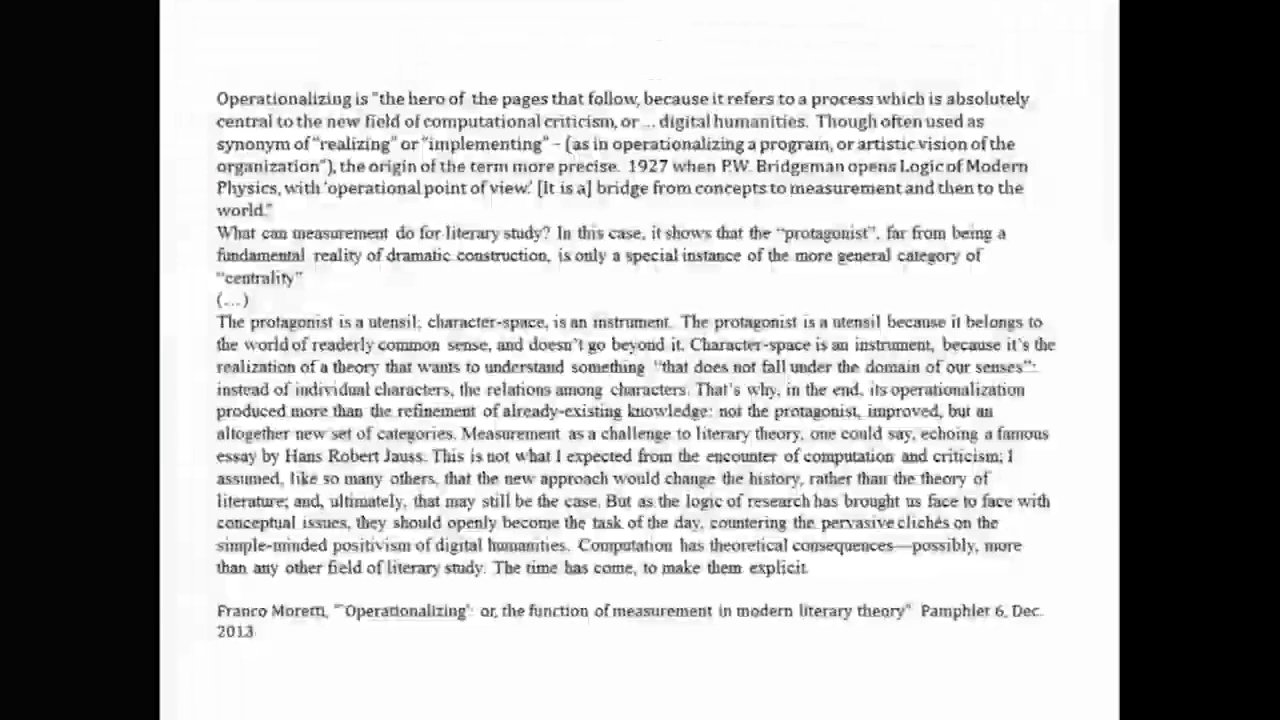 Operationalizing is "the hero of the pages that follow, because it refers to a process which is absolutely
central to the new field of computational criticism, or ... digital humanities. Though often used as
synonym of "realizing" or "implementing" – (as in operationalizing a program, or artistic vision of the
organization"), the origin of the term more precise. 1927 when P.W. Bridgeman opens Logic of Modern
Physics, with 'operational point of view.' [It is a] bridge from concepts to measurement and then to the
world."
What can measurement do for literary study? In this case, it shows that the "protagonist", far from being a
fundamental reality of dramatic construction, is only a special instance of the more general category of
"centrality"
(...)
The protagonist is a utensil; character-space, is an instrument. The protagonist is a utensil because it belongs to
the world of readerly common sense, and doesn't go beyond it. Character-space is an instrument, because it's the
realization of a theory that wants to understand something "that does not fall under the domain of our senses":
instead of individual characters, the relations among characters. That's why, in the end, its operationalization
produced more than the refinement of already-existing knowledge: not the protagonist, improved, but an
altogether new set of categories. Measurement as a challenge to literary theory, one could say, echoing a famous
essay by Hans Robert Jauss. This is not what I expected from the encounter of computation and criticism; I
assumed, like so many others, that the new approach would change the history, rather than the theory of
literature; and, ultimately, that may still be the case. But as the logic of research has brought us face to face with
conceptual issues, they should openly become the task of the day, countering the pervasive clichés on the
simple-minded positivism of digital humanities. Computation has theoretical consequences—possibly, more
than any other field of literary study. The time has come, to make them explicit.
Franco Moretti, "'Operationalizing': or, the function of measurement in modern literary theory" Pamphlet 6, Dec.
2013